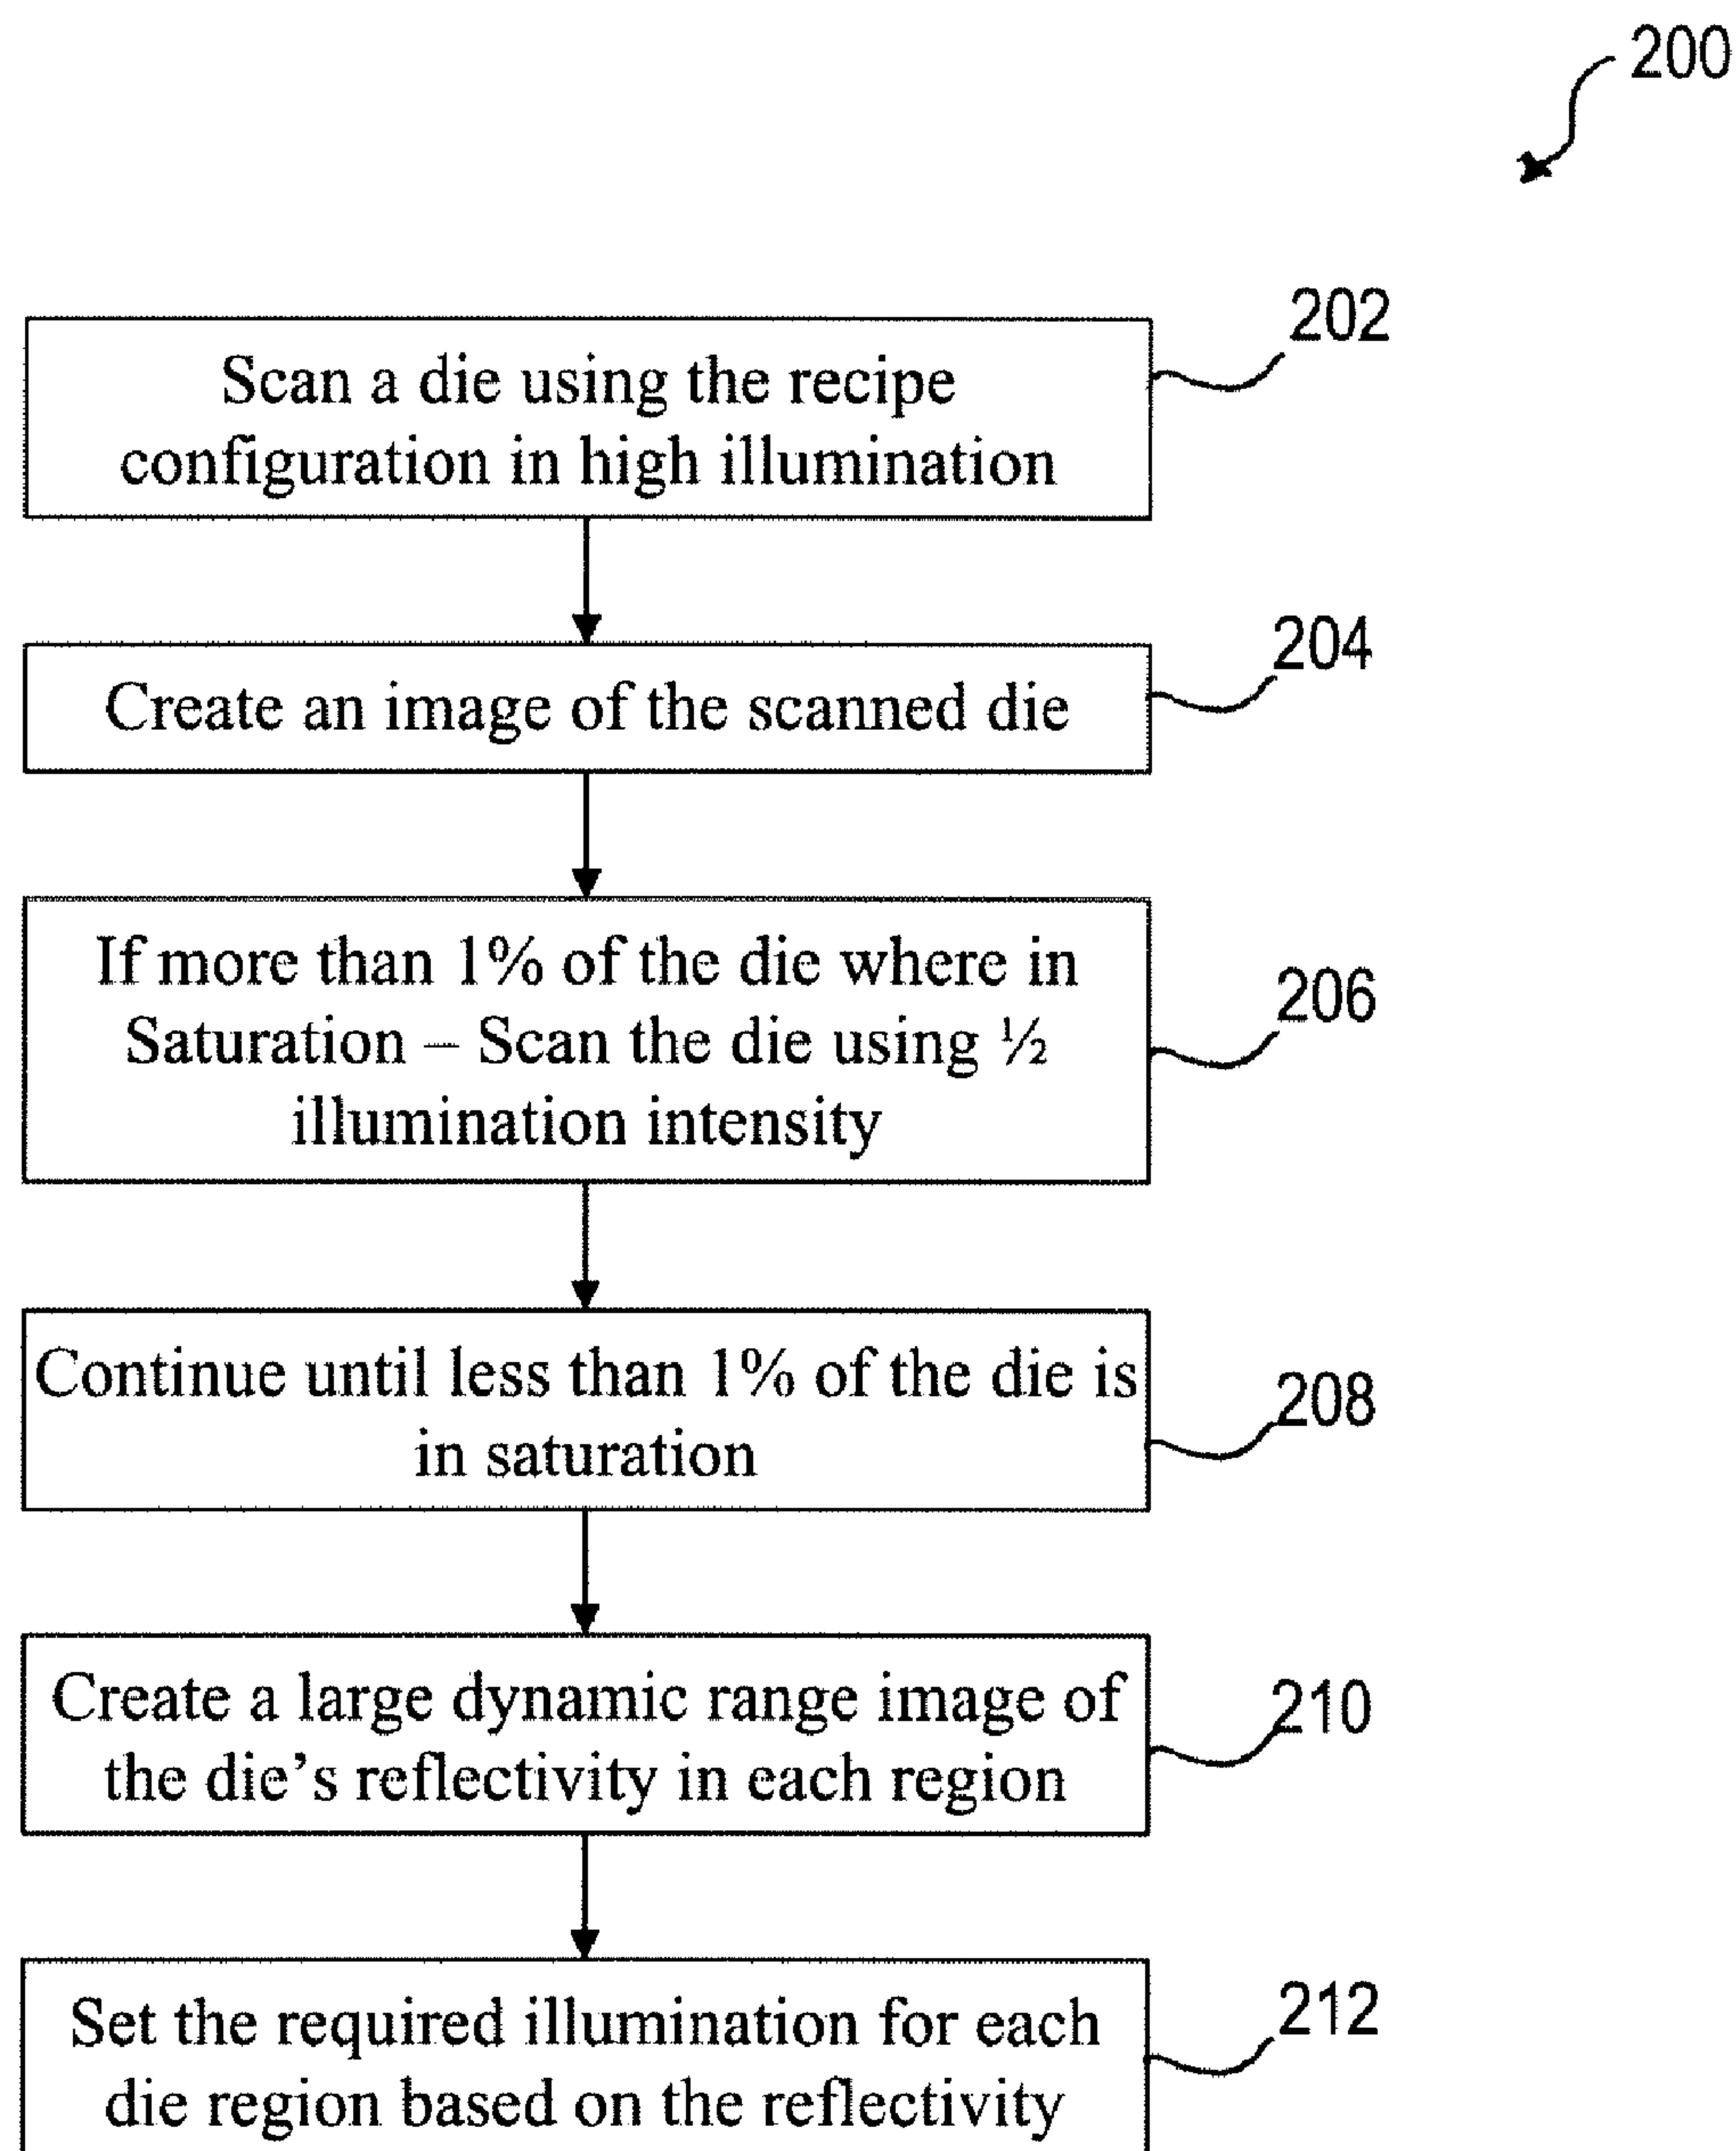 200
202
Scan a die using the recipe
configuration in high illumination
204
Create an image of the scanned die
If more than 1% of the die where in
206
Saturation – Scan the die using ½
illumination intensity
Continue until less than 1% of the die is
208
in saturation
Create a large dynamic range image of
210
the die's reflectivity in each region
212
Set the required illumination for each
die region based on the reflectivity